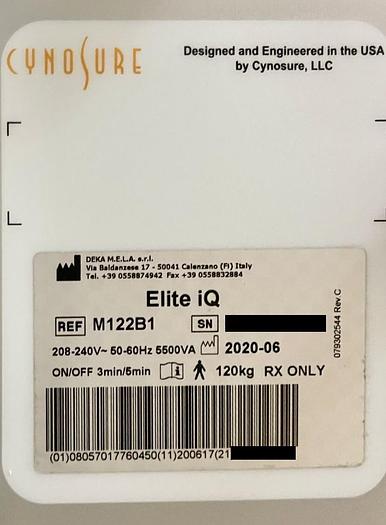 CYNOSURE
Designed and Engineered in the USA
by Cynosure, LLC
DEKA M.E.L.A. s.r.l.
Via Baldanzese 17 - 50041 Calenzano (FI) Italy
Tel. +39 0558874942 Fax +39 0558832884
Elite iQ
REF M122B1 SN
208-240V~ 50-60Hz 5500VA 2020-06
ON/OFF 3min/5min i 120kg RX ONLY
(01)08057017760450(11)200617(21
079302544 Rev C